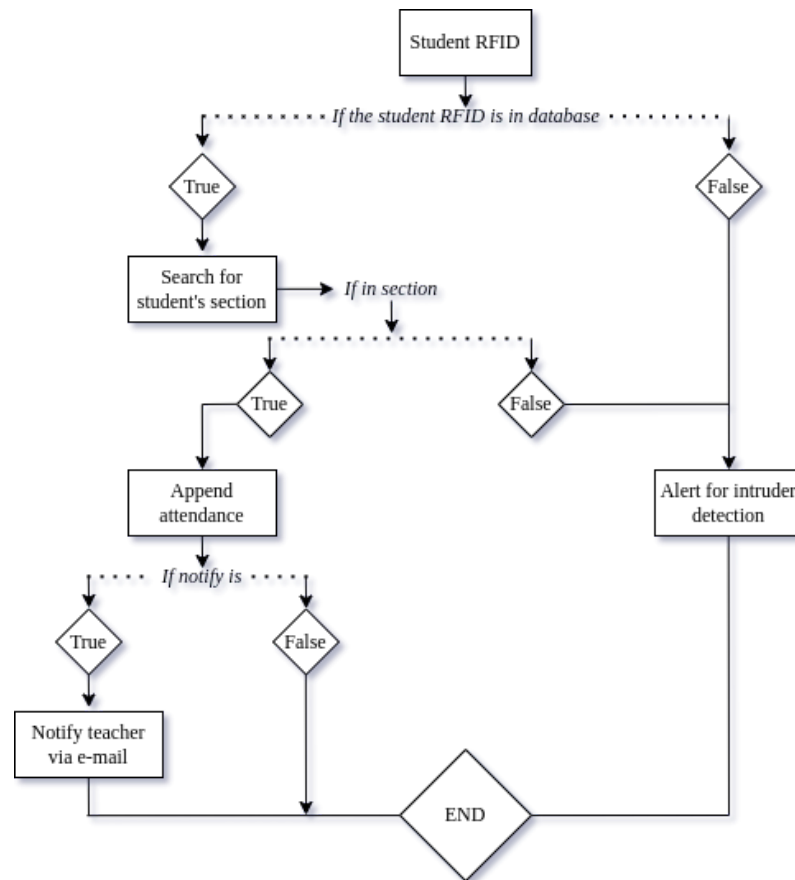 Student RFID
If the student RFID is in database
True
False
Search for
student's section
If in section
True
False
Append
attendance
Alert for intruder
detection
If notify is
True
False
Notify teacher
via e-mail
END